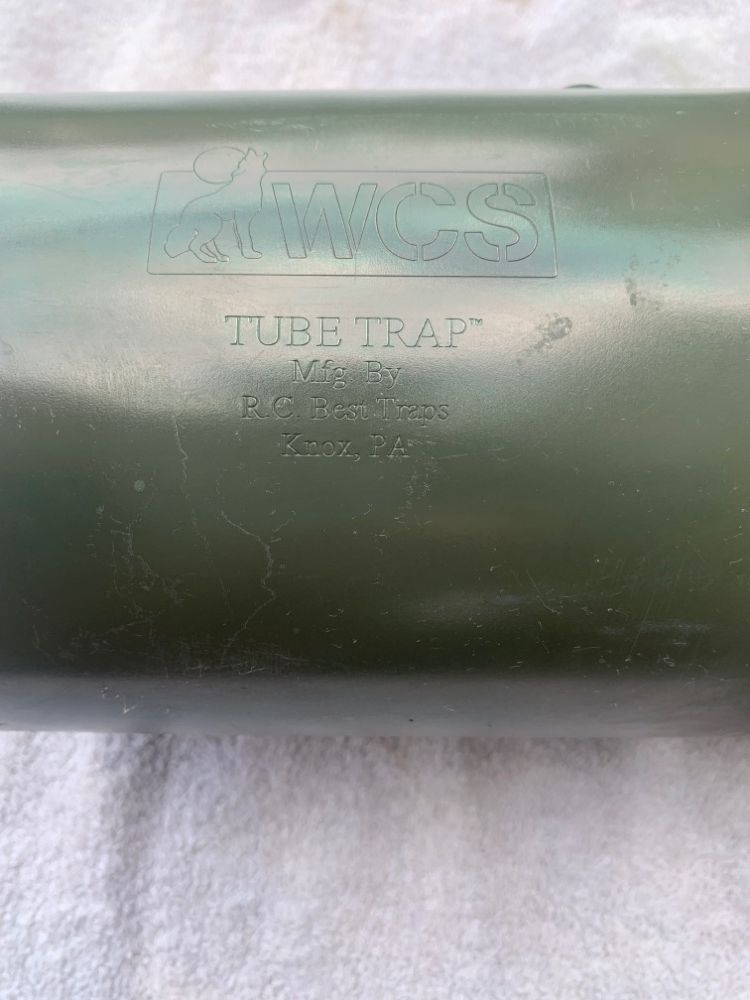 WCS
TUBE TRAP™
Mfg. By
R.C. Best Traps
Knox, PA